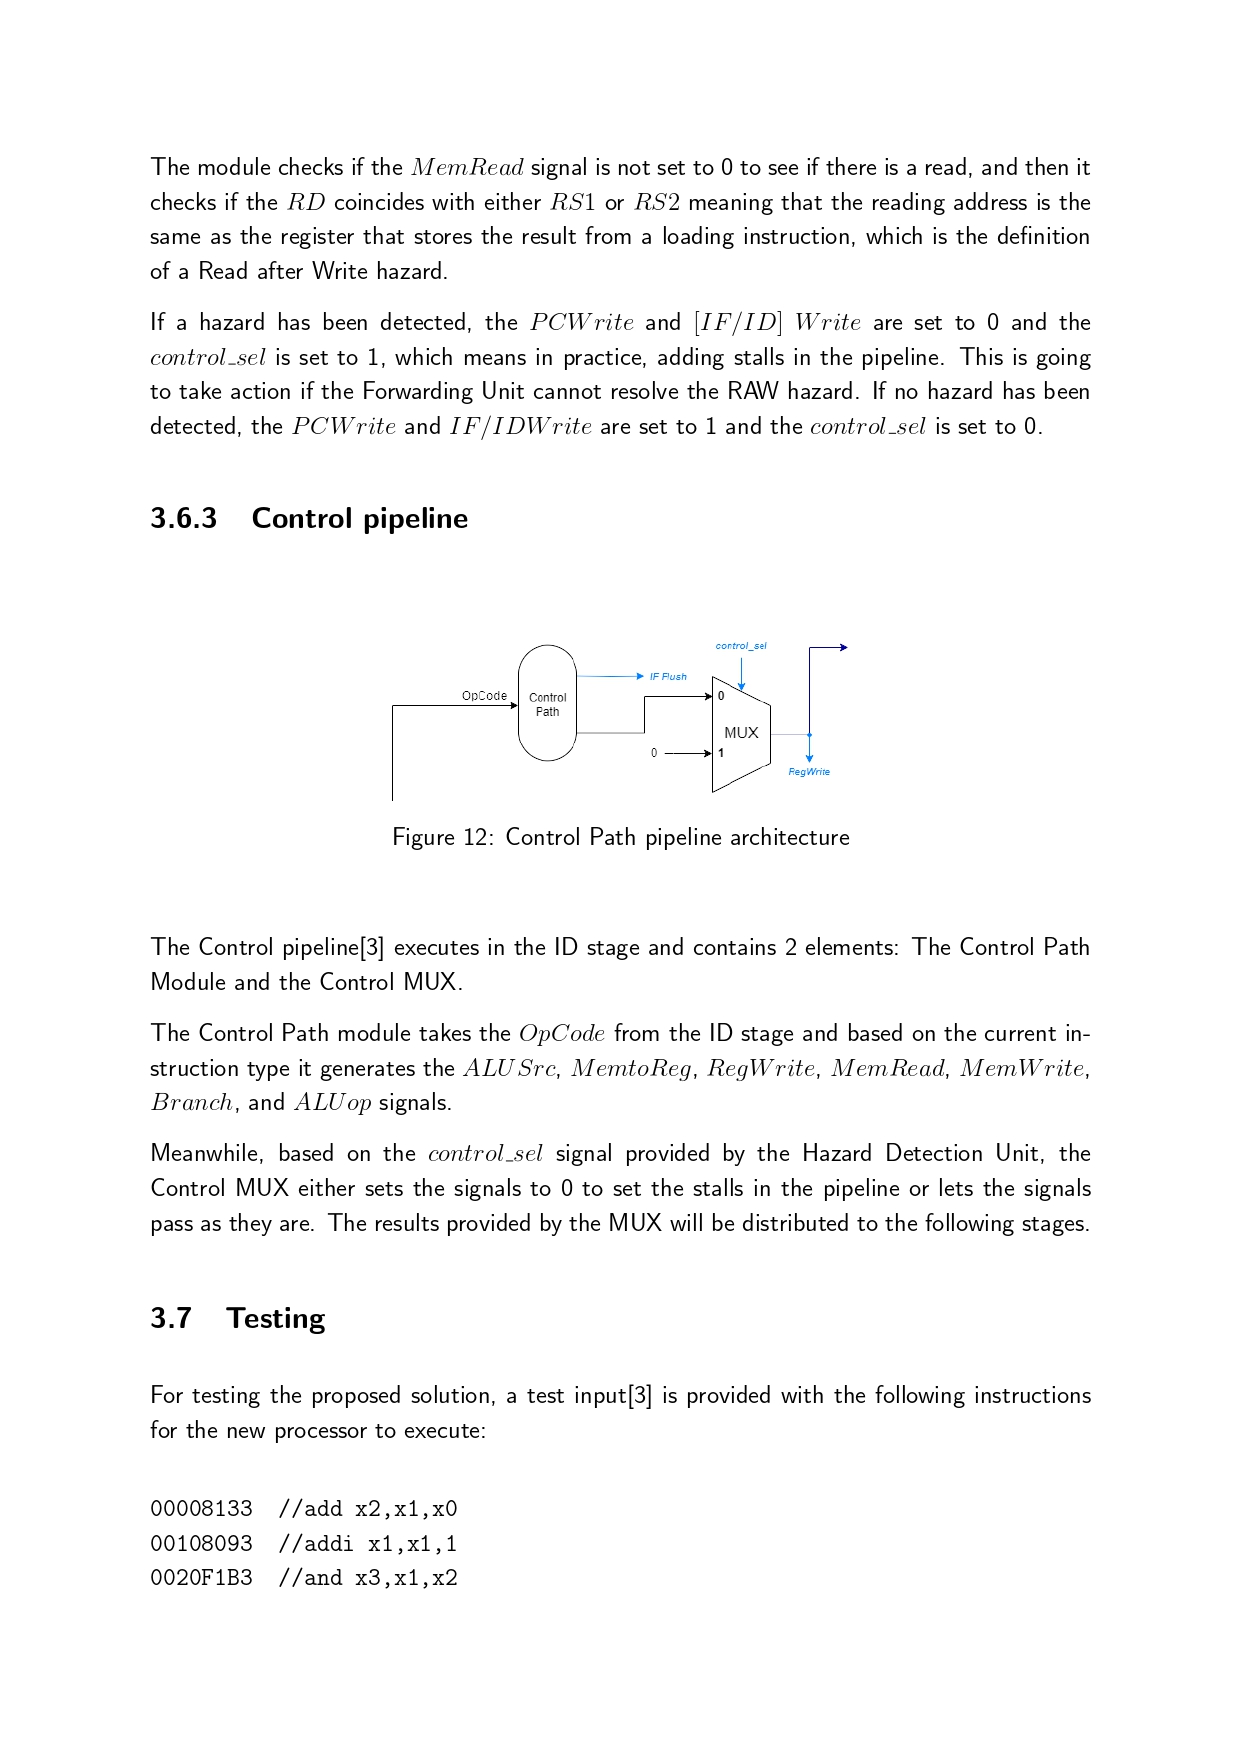 The module checks if the MemRead signal is not set to 0 to see if there is a read, and then it
checks if the RD coincides with either RS1 or RS2 meaning that the reading address is the
same as the register that stores the result from a loading instruction, which is the definition
of a Read after Write hazard.
If a hazard has been detected, the PCWrite and [IF/ID] Write are set to 0 and the
control_sel is set to 1, which means in practice, adding stalls in the pipeline. This is going
to take action if the Forwarding Unit cannot resolve the RAW hazard. If no hazard has been
detected, the PCWrite and IF/IDWrite are set to 1 and the control_sel is set to 0.
3.6.3 Control pipeline
control_sel
IF Flush
OpCode
Control
Path
0
MUX
0
1
RegWrite
Figure 12: Control Path pipeline architecture
The Control pipeline[3] executes in the ID stage and contains 2 elements: The Control Path
Module and the Control MUX.
The Control Path module takes the OpCode from the ID stage and based on the current in-
struction type it generates the ALUSrc, MemtoReg, RegWrite, MemRead, MemWrite,
Branch, and ALUop signals.
Meanwhile, based on the control_sel signal provided by the Hazard Detection Unit, the
Control MUX either sets the signals to 0 to set the stalls in the pipeline or lets the signals
pass as they are. The results provided by the MUX will be distributed to the following stages.
3.7 Testing
For testing the proposed solution, a test input[3] is provided with the following instructions
for the new processor to execute:
00008133 //add x2,x1,x0
00108093 //addi x1,x1,1
0020F1B3 //and x3,x1,x2